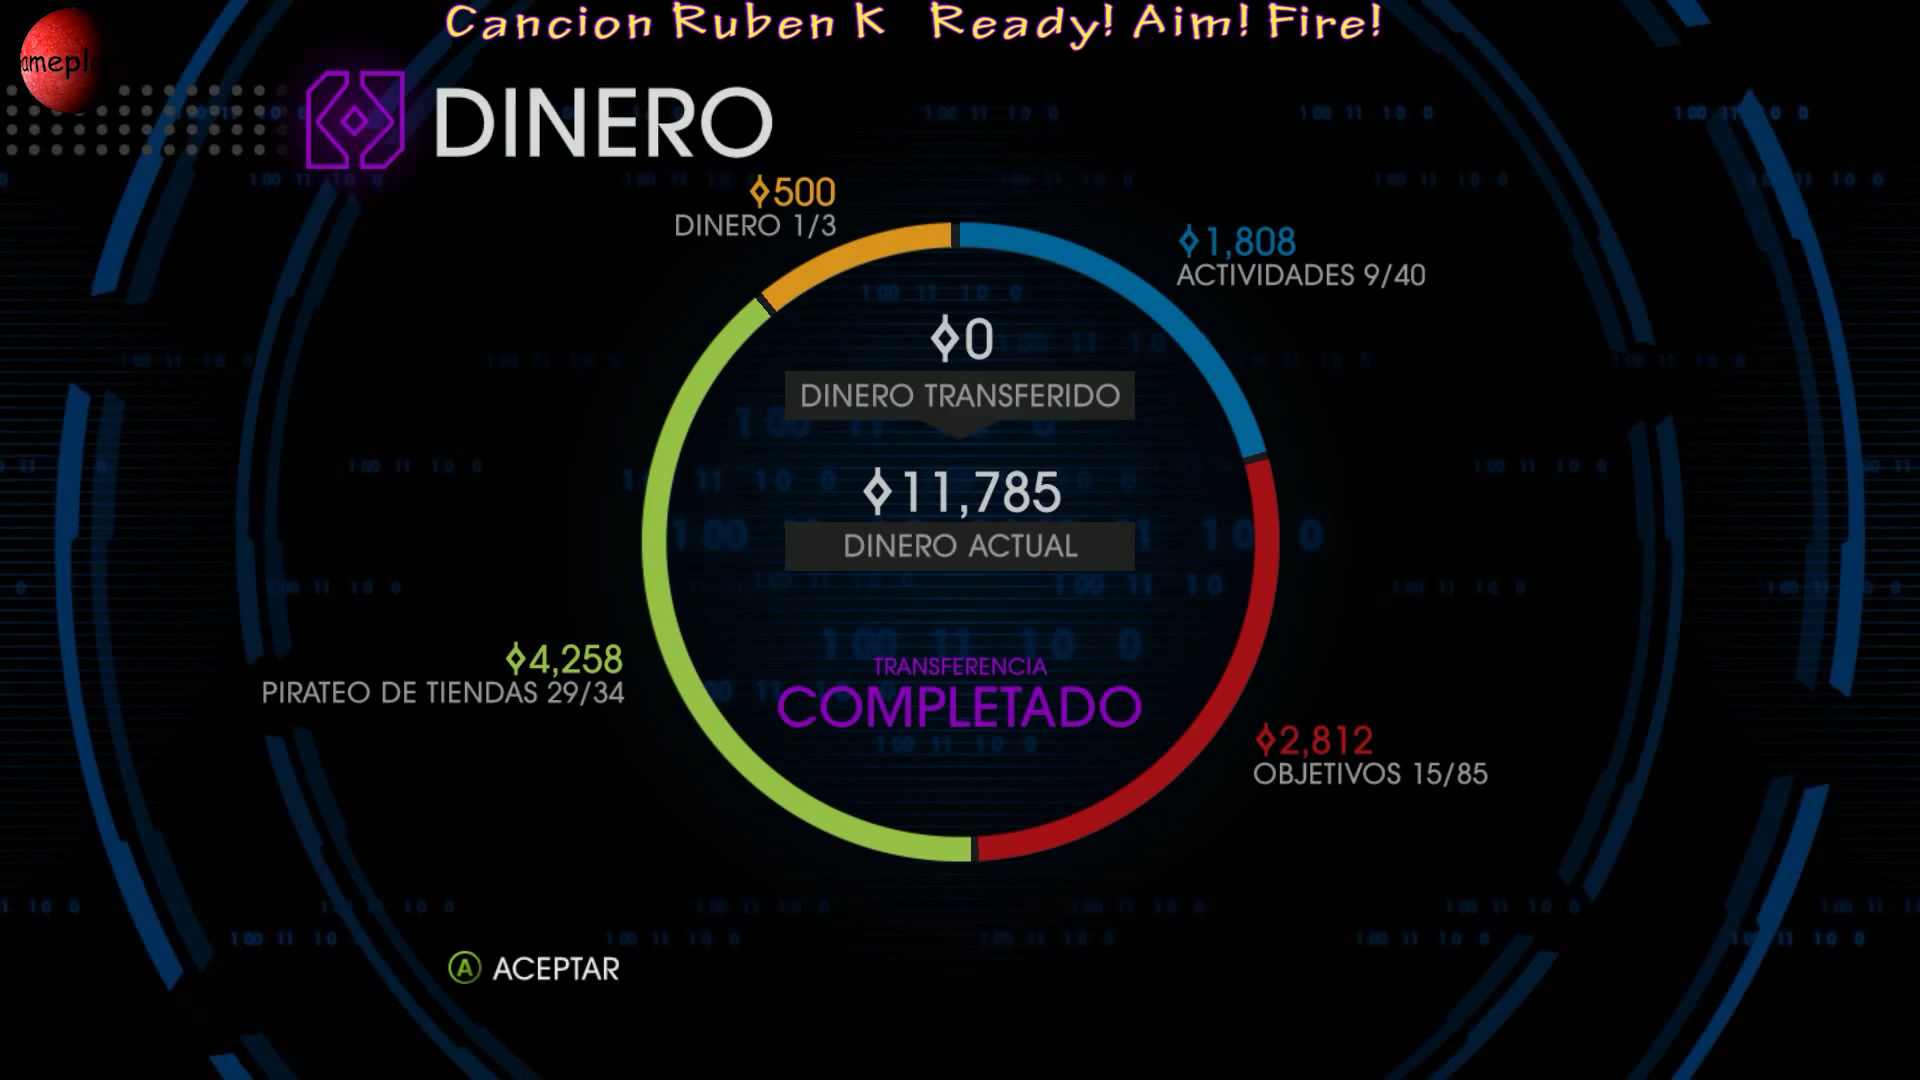 Cancion Ruben K Ready! Aim! Fire!
DINERO
500
DINERO 1/3
1,808
ACTIVIDADES 9/40
0
DINERO TRANSFERIDO
11,785
DINERO ACTUAL
4,258
PIRATEO DE TIENDAS 29/34
TRANSFERENCIA
COMPLETADO
2,812
OBJETIVOS 15/85
A ACEPTAR